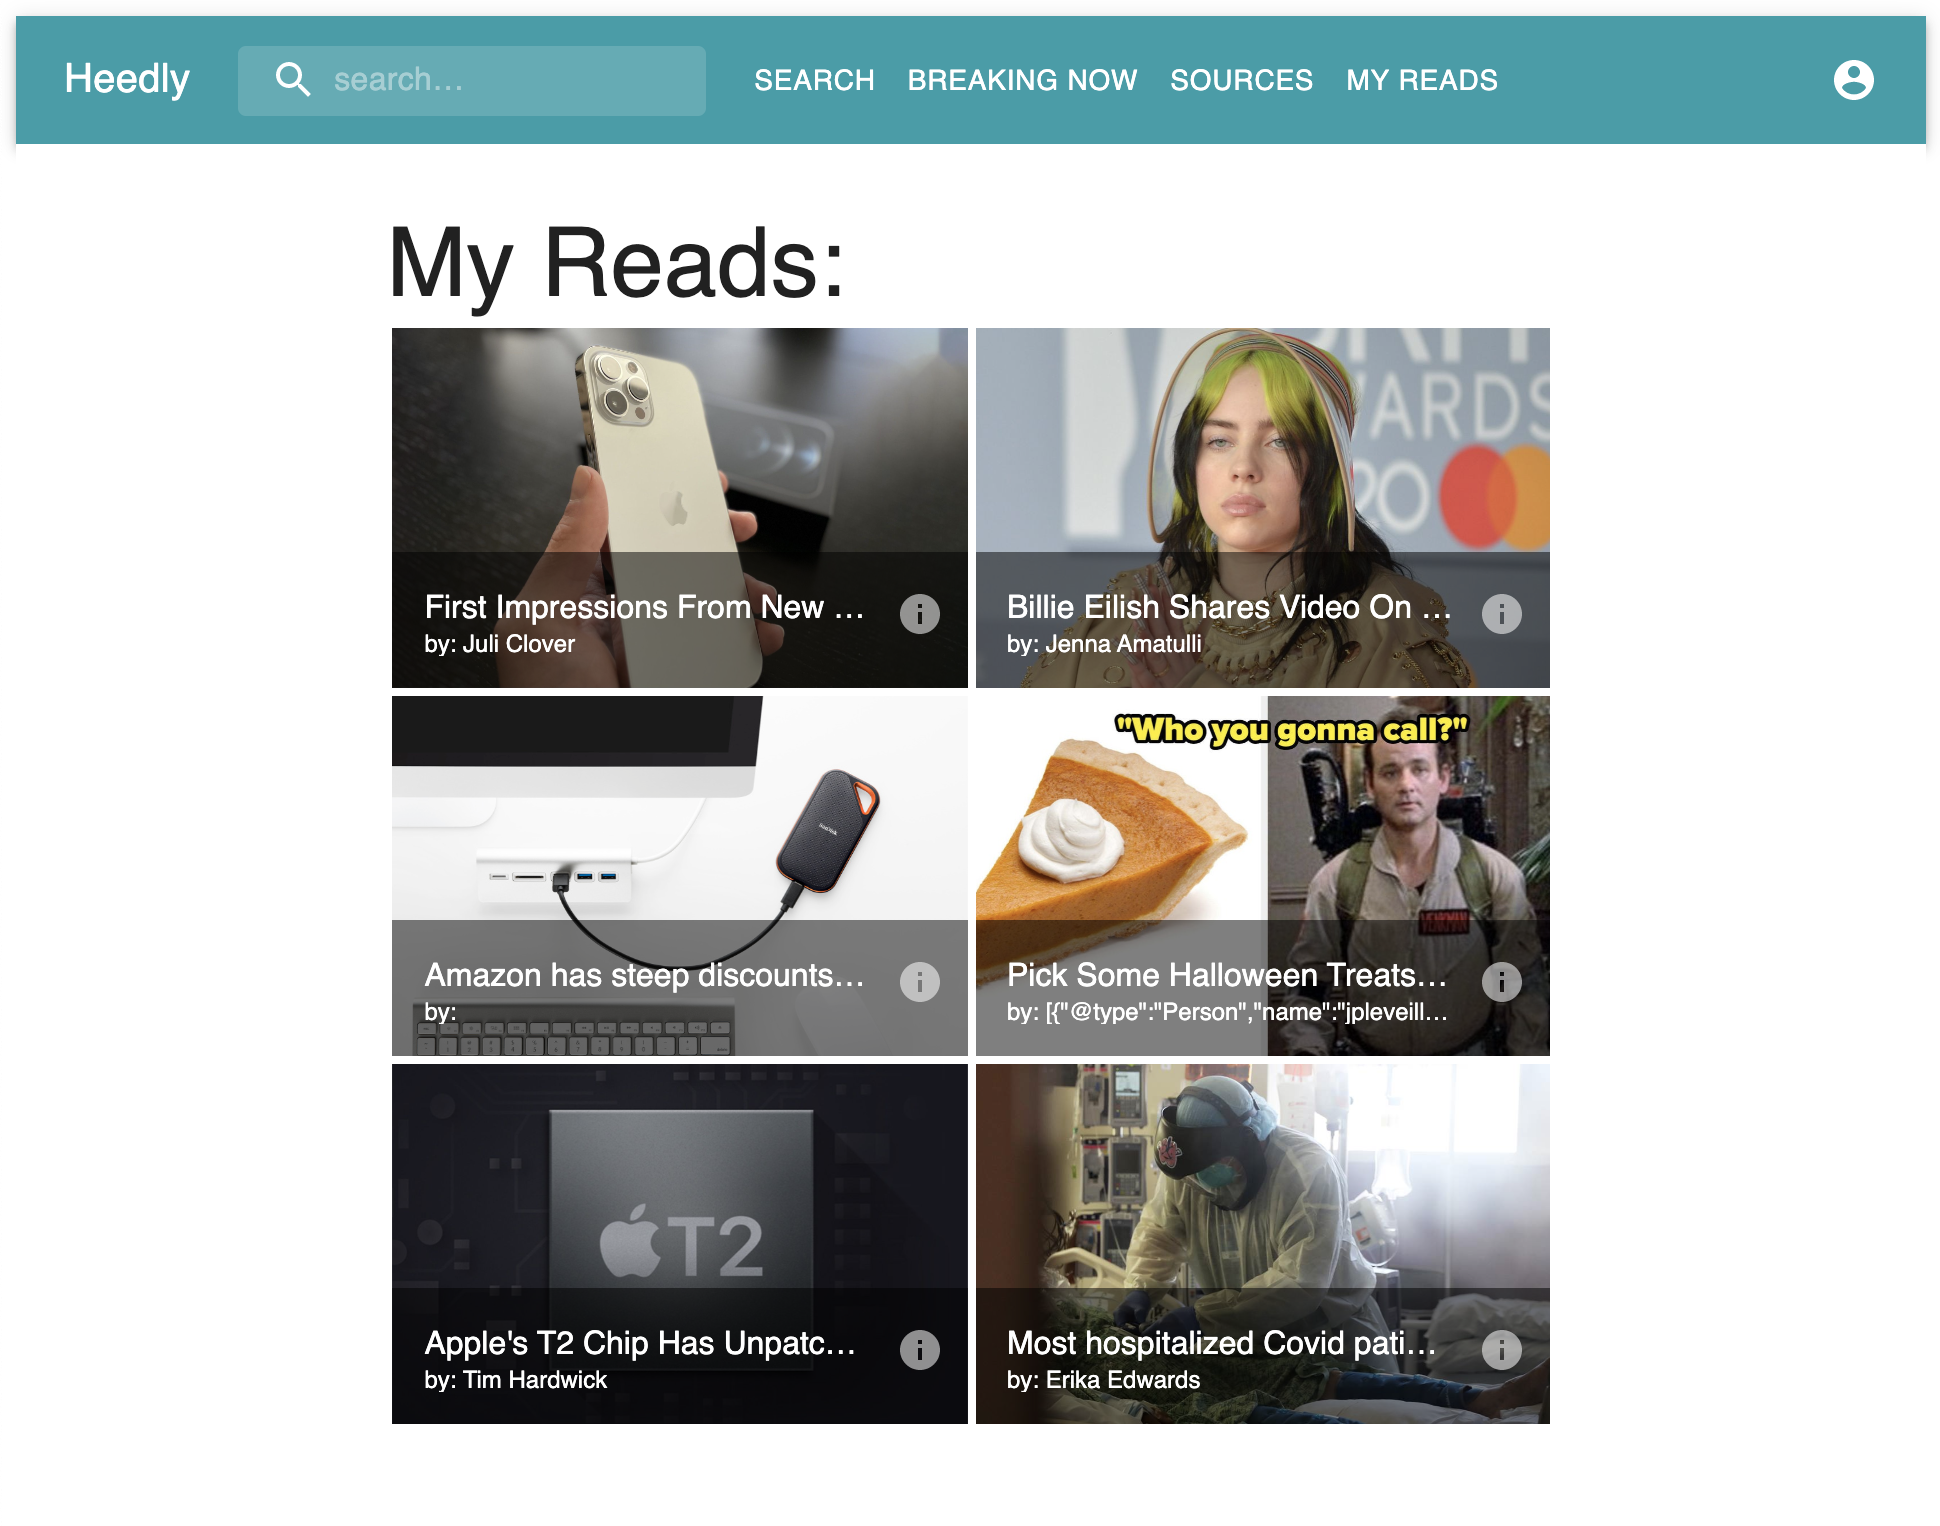 Heedly
search...
SEARCH BREAKING NOW SOURCES MY READS
My Reads:
ARDS
20
First Impressions From New ...
by: Juli Clover
Billie Eilish Shares Video On ...
by: Jenna Amatulli
SanDisk
"Who you gonna call?"
VENKMAN
Amazon has steep discounts...
by:
Pick Some Halloween Treats...
by: [{"@type":"Person","name":"jpleveill...
T2
Apple's T2 Chip Has Unpatc...
by: Tim Hardwick
Most hospitalized Covid pati...
by: Erika Edwards